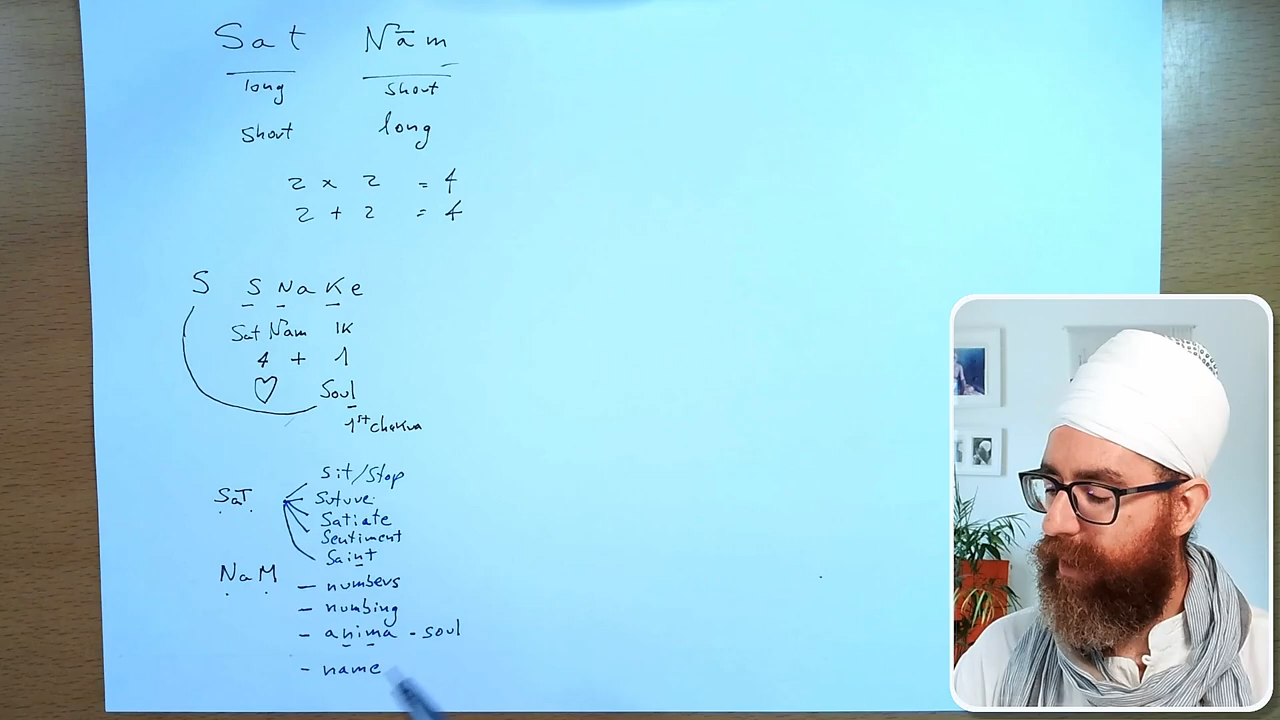 Sat Nām
long short
short long
2 x 2 = 4
2 + 2 = 4
S SNaKe
Sat Nam IK
4 + 1
Soul
1st chakra
SaT
sit/stop
Suture
Satiate
Sentiment
Saint
NaM
- numbers
- numbing
- anima - soul
- name